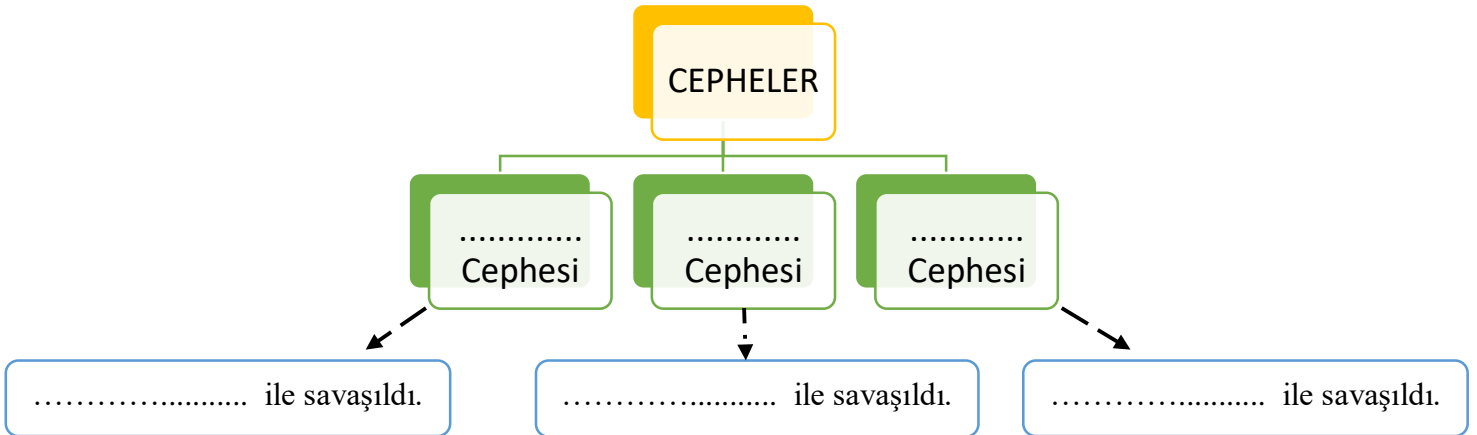 CEPHELER
.............
Cephesi
............
Cephesi
............
Cephesi
…………........... ile savaşıldı.
…………........... ile savaşıldı.
…………........... ile savaşıldı.